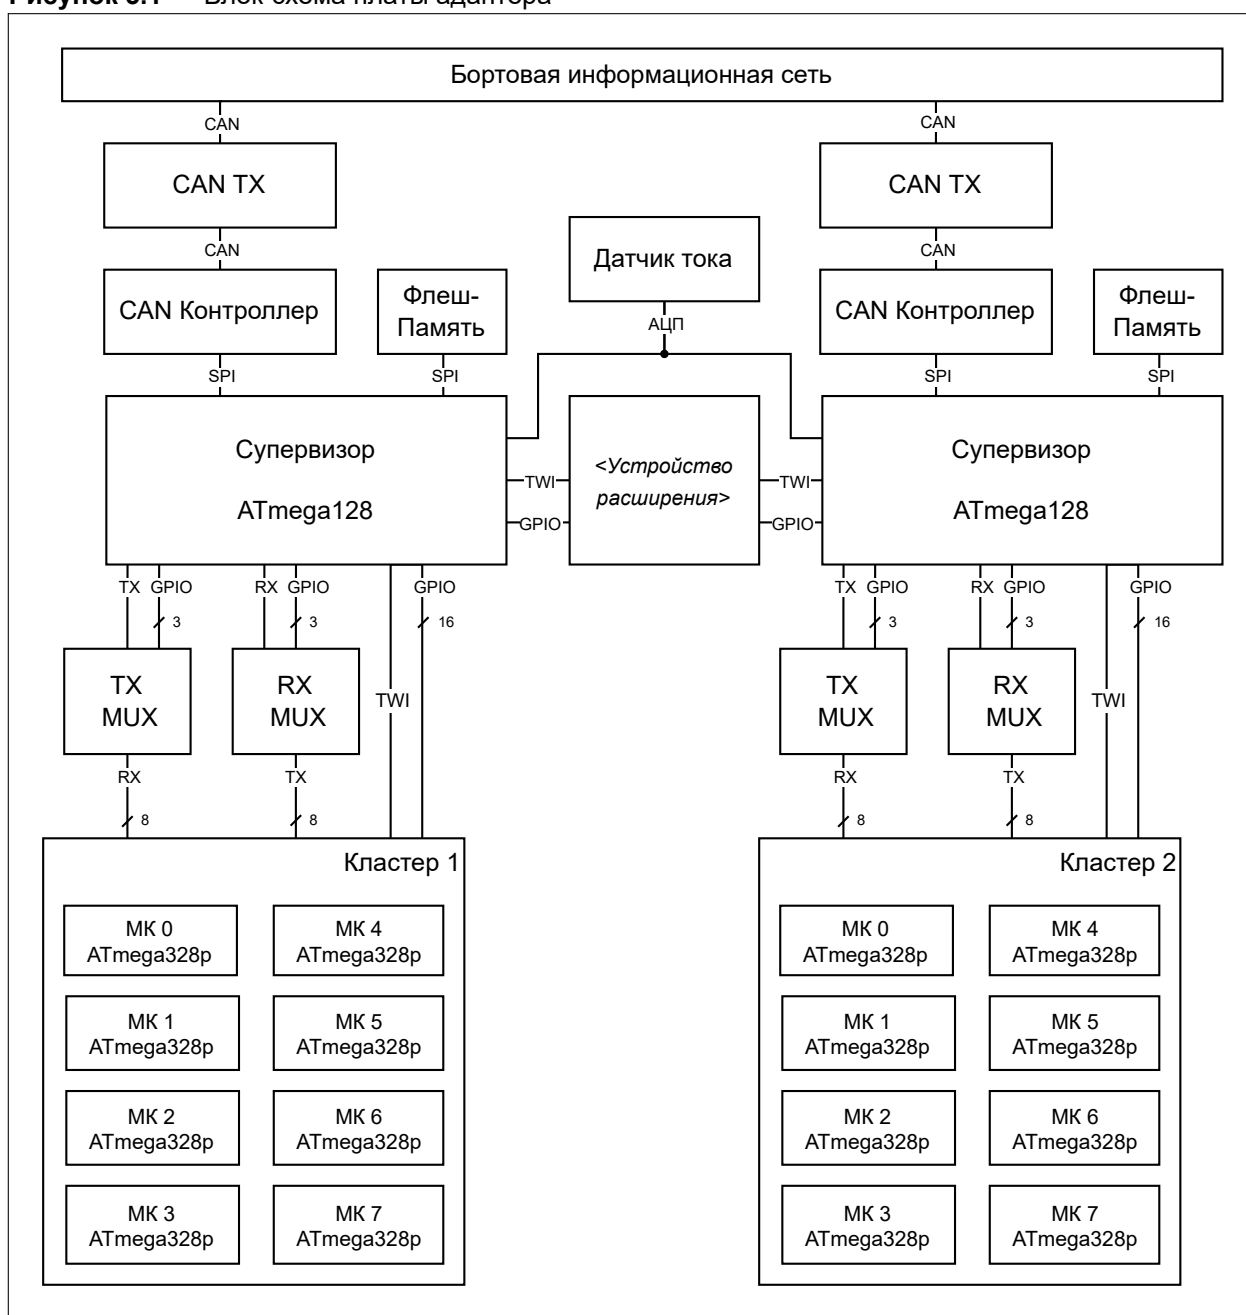 Рисунок 3.1 Блок-схема платы адаптера
Бортовая информационная сеть
CAN
CAN
CAN TX
CAN TX
CAN
CAN
Датчик тока
CAN Контроллер
Флеш-
Память
АЦП
CAN Контроллер
Флеш-
Память
SPI
SPI
SPI
SPI
Супервизор
ATmega128
TWI
GPIO
<Устройство
расширения>
TWI
GPIO
Супервизор
ATmega128
TX GPIO
RX GPIO
GPIO
TX GPIO
RX GPIO
GPIO
3
3
16
3
3
16
TX
MUX
RX
MUX
TWI
TX
MUX
RX
MUX
TWI
RX
TX
RX
TX
8
8
8
8
Кластер 1
МК 0
ATmega328p
МК 4
ATmega328p
МК 1
ATmega328p
МК 5
ATmega328p
МК 2
ATmega328p
МК 6
ATmega328p
МК 3
ATmega328p
МК 7
ATmega328p
Кластер 2
МК 0
ATmega328p
МК 4
ATmega328p
МК 1
ATmega328p
МК 5
ATmega328p
МК 2
ATmega328p
МК 6
ATmega328p
МК 3
ATmega328p
МК 7
ATmega328p